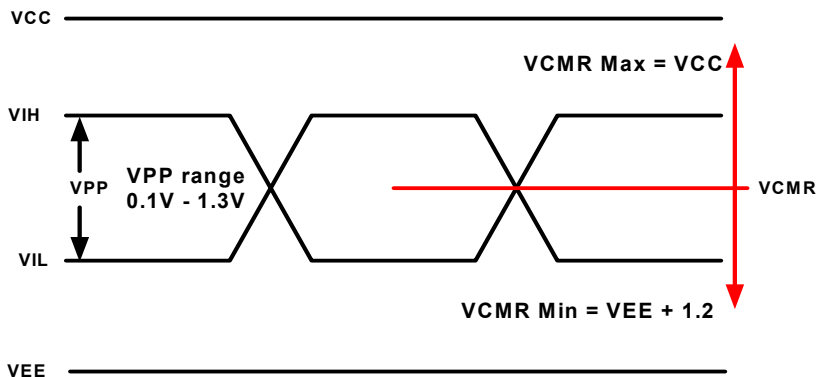 VCC
VCMR Max = VCC
VIH
VPP
VPP range
0.1V - 1.3V
VCMR
VIL
VCMR Min = VEE + 1.2
VEE